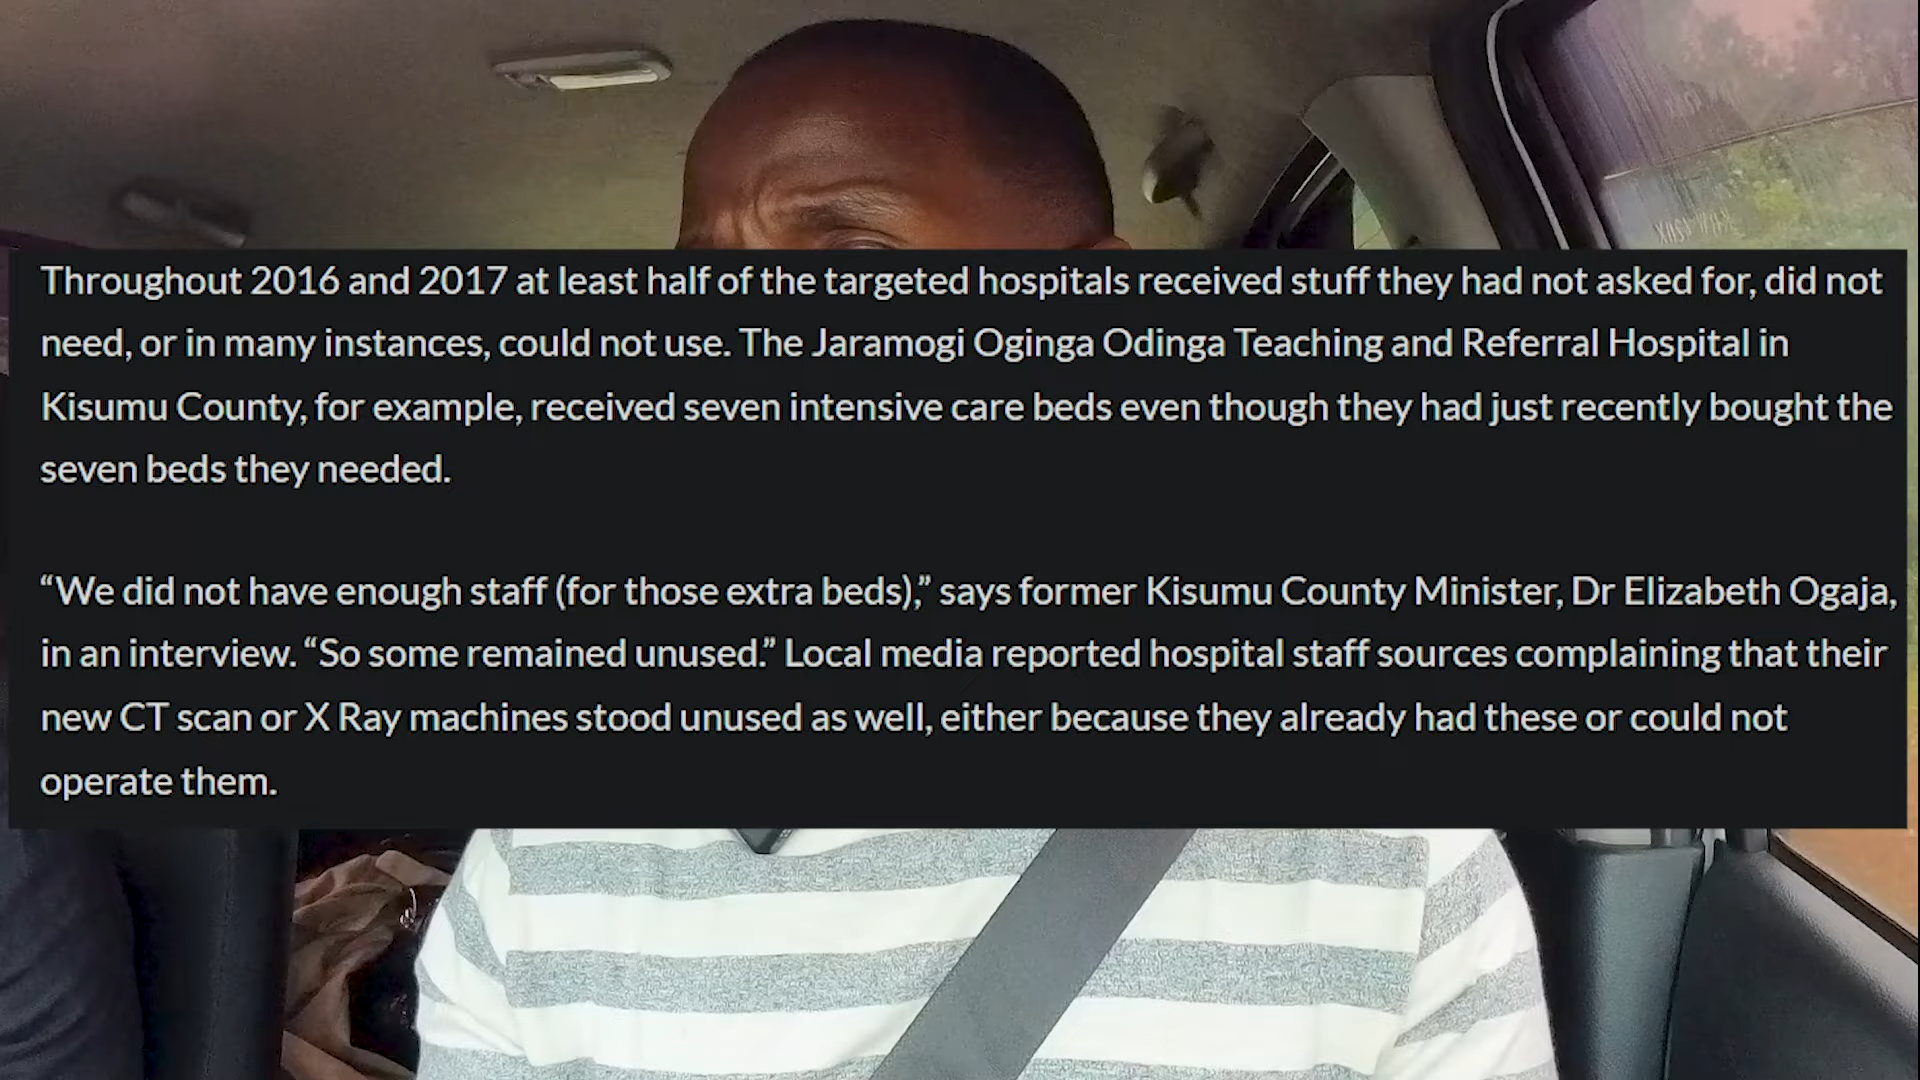 Throughout 2016 and 2017 at least half of the targeted hospitals received stuff they had not asked for, did not
need, or in many instances, could not use. The Jaramogi Oginga Odinga Teaching and Referral Hospital in
Kisumu County, for example, received seven intensive care beds even though they had just recently bought the
seven beds they needed.
“We did not have enough staff (for those extra beds),” says former Kisumu County Minister, Dr Elizabeth Ogaja,
in an interview. “So some remained unused.” Local media reported hospital staff sources complaining that their
new CT scan or X Ray machines stood unused as well, either because they already had these or could not
operate them.